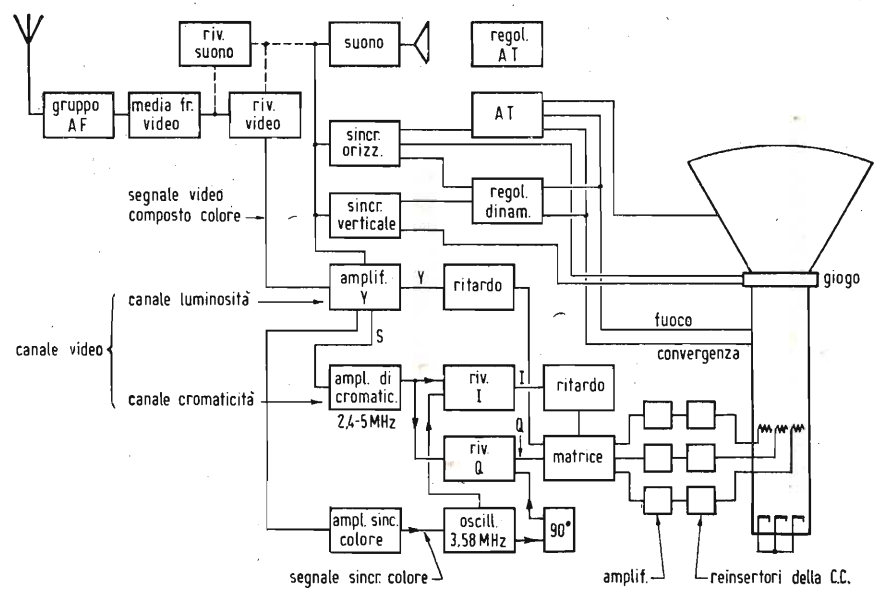 riv.
suono
suono
regol.
AT
gruppo
AF
media fr.
video
riv.
video
AT
sincr.
orizz.
segnale video
composto colore
sincr.
verticale
regol.
dinam.
amplif.
Y
Y
ritardo
giogo
canale luminosità
fuoco
S
canale video
convergenza
ampl. di
cromatic.
riv.
I
I
ritardo
canale cromaticità
2,4-5 MHz
Q
riv.
Q
matrice
ampl. sinc.
colore
oscill.
3,58 MHz
90°
segnale sincr. colore
amplif.
reinsertori della C.C.